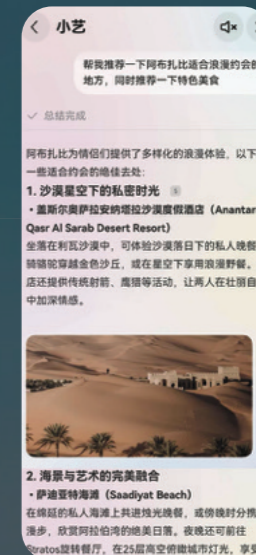 小艺
帮我推荐一下阿布扎比适合浪漫约会的
地方，同时推荐一下特色美食
总结完成
阿布扎比为情侣们提供了多样化的浪漫体验，以下
一些适合约会的绝佳去处：
1. 沙漠星空下的私密时光
• 盖斯尔奥萨拉安纳塔拉沙漠度假酒店（Anantar
Qasr Al Sarab Desert Resort）
坐落在利瓦沙漠中，可体验沙漠落日下的私人晚餐
骑骆驼穿越金色沙丘，或在星空下享用浪漫野餐。
店还提供传统射箭、鹰猎等活动，让两人在壮丽自
中加深情感。
2. 海景与艺术的完美融合
• 萨迪亚特海滩（Saadiyat Beach）
在绵延的私人海滩上共进烛光晚餐，或傍晚时分携
漫步，欣赏阿拉伯湾的绝美日落。夜晚还可前往
Stratos旋转餐厅，在25层高空俯瞰城市灯光，享受